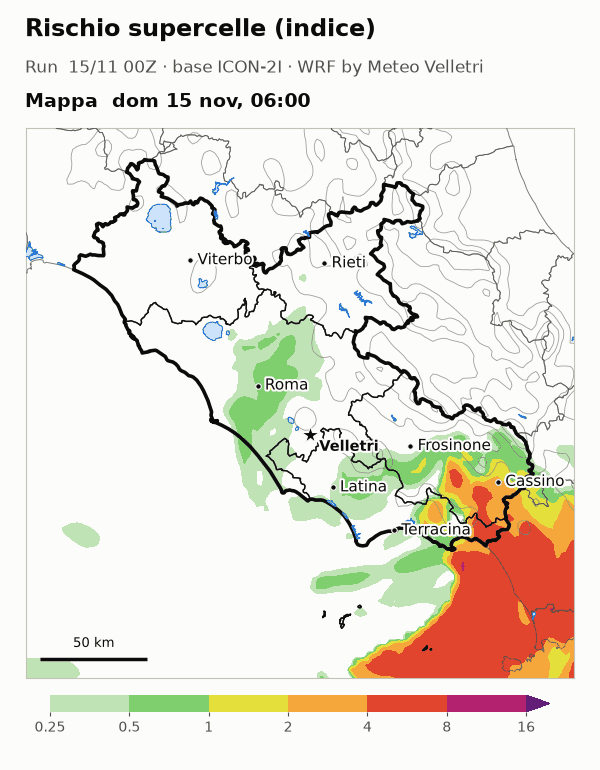 Rischio supercelle (indice)
Run  15/11 00Z · base ICON-2I · WRF by Meteo Velletri
Mappa  dom 15 nov, 06:00
Viterbo
Rieti
Roma
Velletri
Frosinone
Cassino
Latina
Terracina
50 km
0.25 0.5 1 2 4 8 16